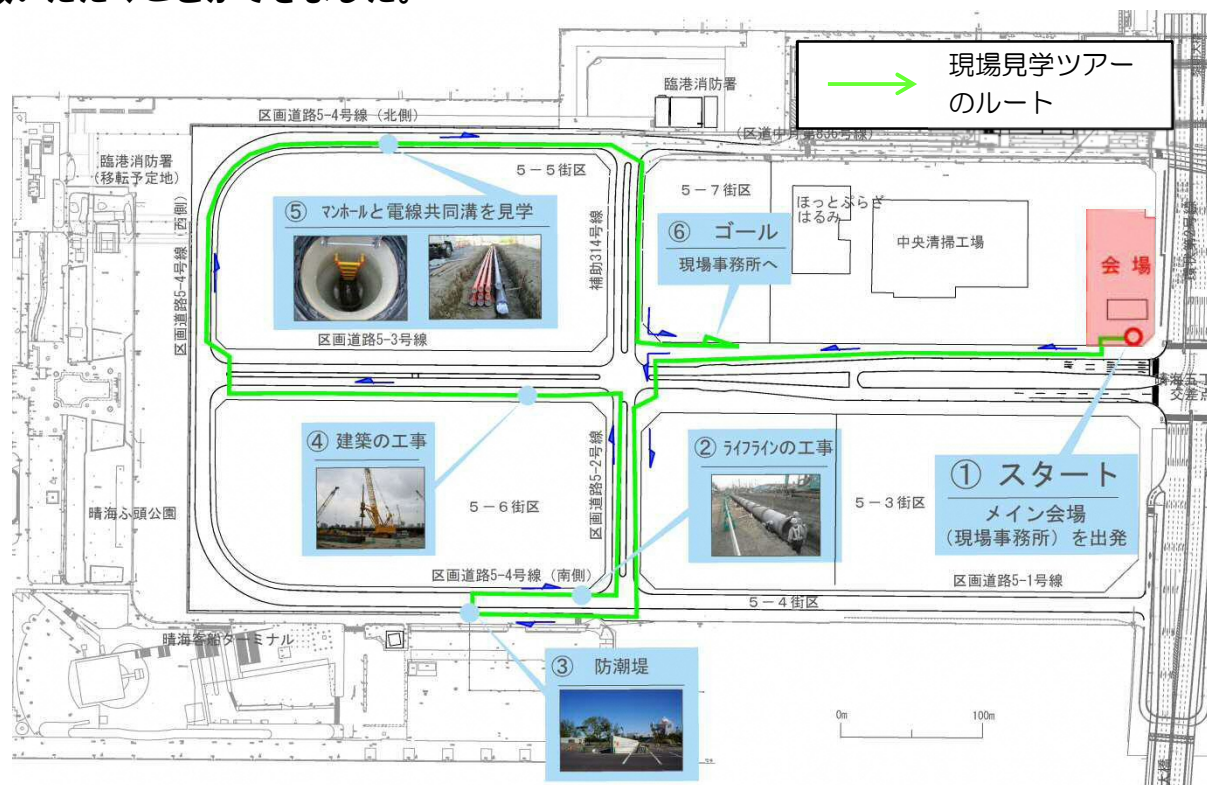 現場見学ツアー
のルート
臨港消防署
区画道路5-4号線（北側）
臨港消防署
（移転予定地）
5-5街区
5-7街区
ほっとぷらざ
はるみ
中央清掃工場
会場
⑤ マンホールと電線共同溝を見学
⑥ ゴール
現場事務所へ
区画道路5-4号線（西側）
補助314号線
区画道路5-3号線
④ 建築の工事
② ライフラインの工事
① スタート
メイン会場
（現場事務所）を出発
区画道路5-2号線
5-6街区
5-3街区
晴海ふ頭公園
区画道路5-4号線（南側）
区画道路5-1号線
5-4街区
晴海客船ターミナル
③ 防潮堤
0m
100m